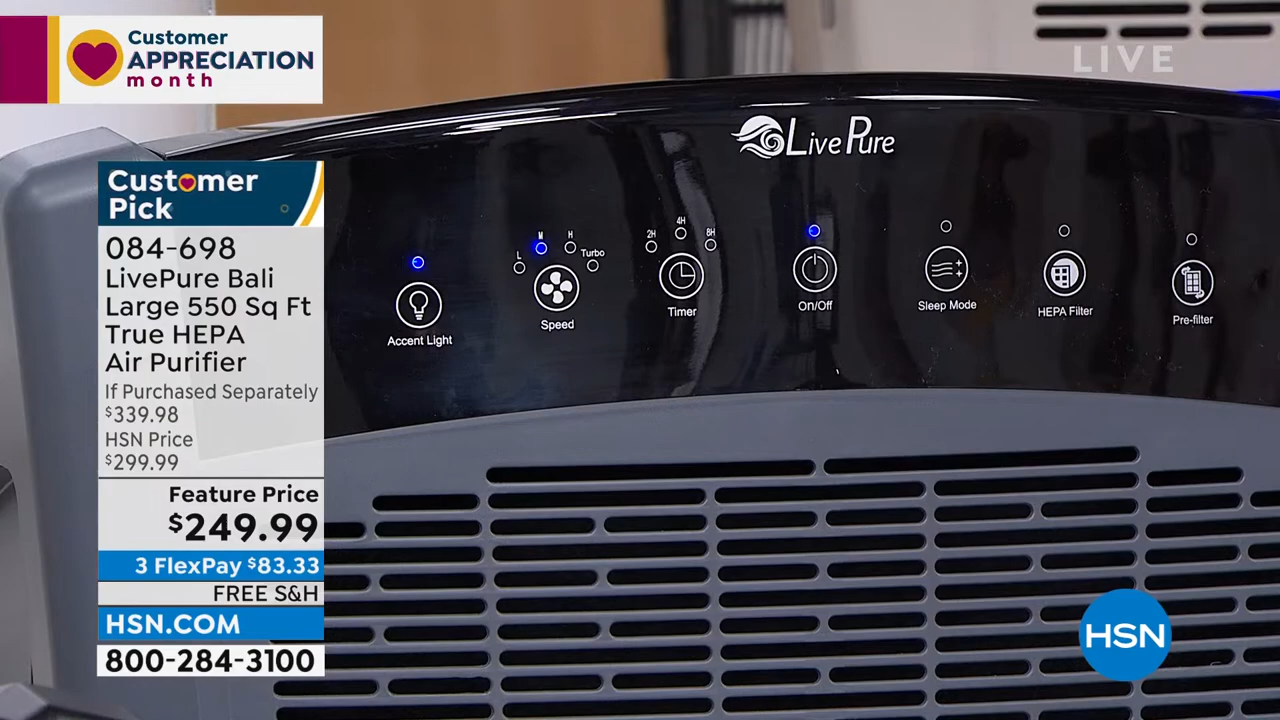 Customer
APPRECIATION
month
LIVE
LivePure
Customer
Pick
084-698
LivePure Bali
Large 550 Sq Ft
True HEPA
Air Purifier
If Purchased Separately
$339.98
HSN Price
$299.99
Feature Price
$249.99
3 FlexPay $83.33
FREE S&H
HSN.COM
800-284-3100
L M H Turbo
2H 4H 8H
Accent Light
Speed
Timer
On/Off
Sleep Mode
HEPA Filter
Pre-filter
HSN